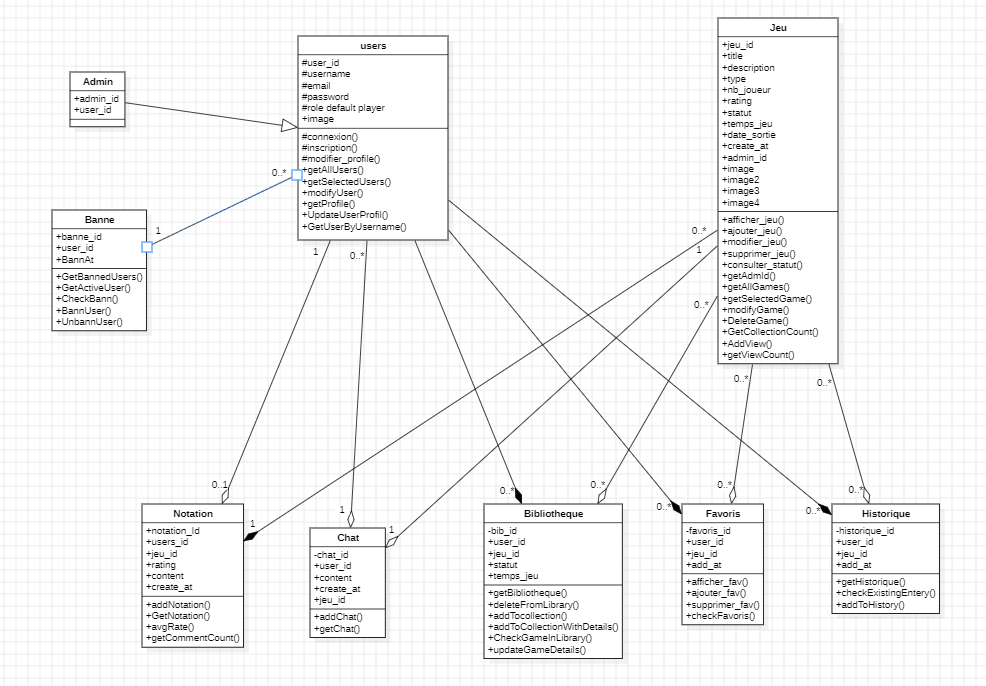 Admin
+admin_id
+user_id
users
#user_id
#username
#email
#password
#role default player
+image
#connexion()
#inscription()
#modifier_profile()
+getAllUsers()
+getSelectedUsers()
+modifyUser()
+getProfile()
+UpdateUserProfil()
+GetUserByUsername()
Jeu
+jeu_id
+title
+description
+type
+nb_joueur
+rating
+statut
+temps_jeu
+date_sortie
+create_at
+admin_id
+image
+image2
+image3
+image4
+afficher_jeu()
+ajouter_jeu()
+modifier_jeu()
+supprimer_jeu()
+consulter_statut()
+getAdmId()
+getAllGames()
+getSelectedGame()
+modifyGame()
+DeleteGame()
+GetCollectionCount()
+AddView()
+getViewCount()
Banne
+banne_id
+user_id
+BannAt
+GetBannedUsers()
+GetActiveUser()
+CheckBann()
+BannUser()
+UnbannUser()
0..*
1
1
0..*
0..*
1
0..*
0..*
0..*
0..1
1
1
1
0..*
0..*
0..*
0..*
0..*
0..*
Notation
+notation_Id
+users_id
+jeu_id
+rating
+content
+create_at
+addNotation()
+GetNotation()
+avgRate()
+getCommentCount()
Chat
-chat_id
+user_id
+content
+create_at
+jeu_id
+addChat()
+getChat()
Bibliotheque
-bib_id
+user_id
+jeu_id
+statut
+temps_jeu
+getBibliotheque()
+deleteFromLibrary()
+addTocollection()
+addToCollectionWithDetails()
+CheckGameInLibrary()
+updateGameDetails()
Favoris
-favoris_id
+user_id
+jeu_id
+add_at
+afficher_fav()
+ajouter_fav()
+supprimer_fav()
+checkFavoris()
Historique
-historique_id
+user_id
+jeu_id
+add_at
+getHistorique()
+checkExistingEntery()
+addToHistory()